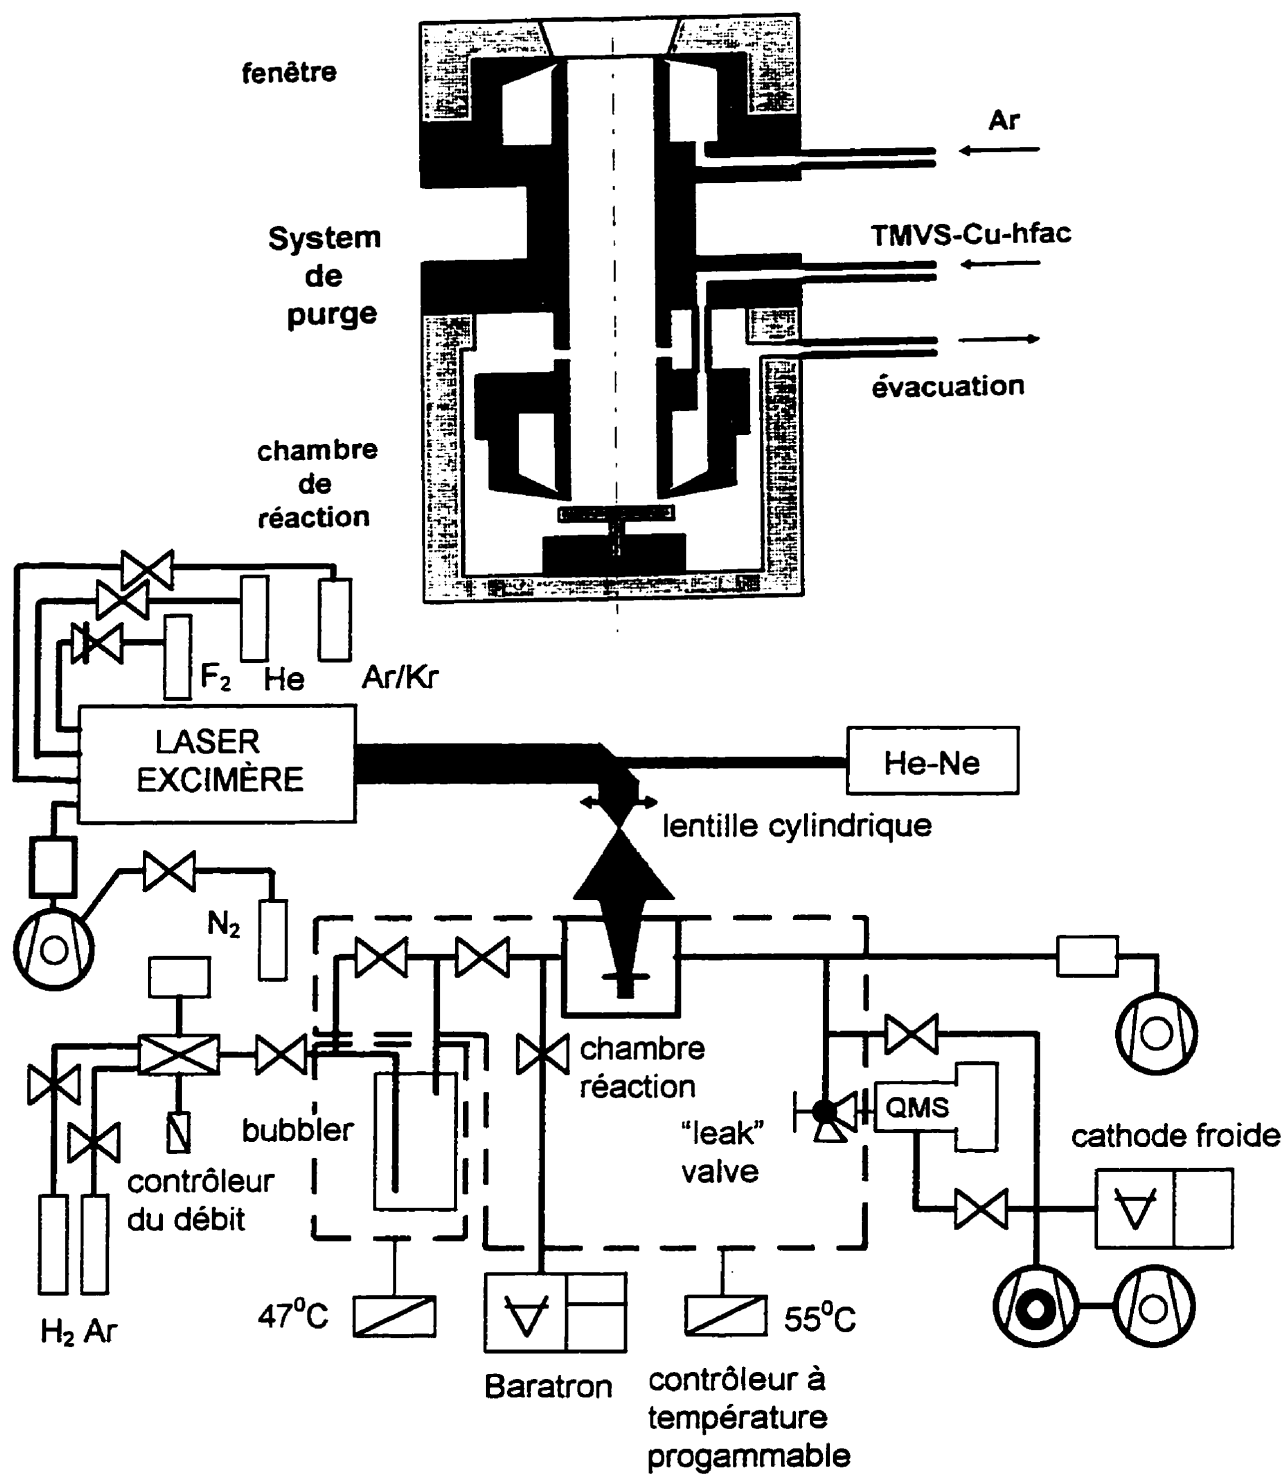 fenêtre
Ar
TMVS-Cu-hfac
System
de
purge
évacuation
chambre
de
réaction
F₂
He
Ar/Kr
LASER
EXCIMÈRE
He-Ne
lentille cylindrique
N₂
chambre
réaction
bubbler
"leak"
valve
QMS
cathode froide
contrôleur
du débit
H₂ Ar
47⁰C
55⁰C
Baratron
contrôleur à
température
progammable